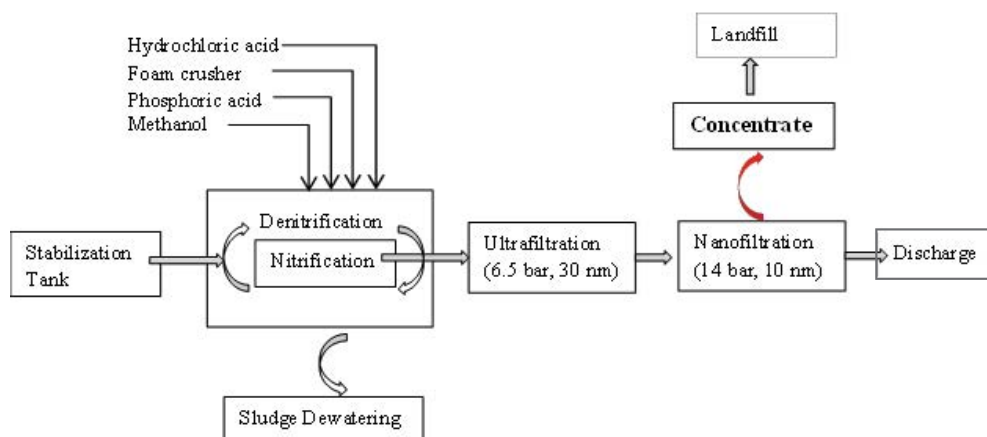 Hydrochloric acid
Foam crusher
Phosphoric acid
Methanol
Landfill
Concentrate
Stabilization
Tank
Denitrification
Nitrification
Ultrafiltration
(6.5 bar, 30 nm)
Nanofiltration
(14 bar, 10 nm)
Discharge
Sludge Dewatering